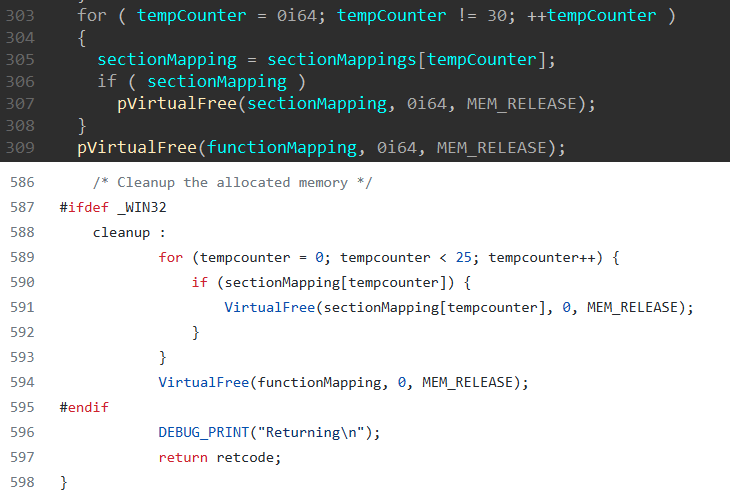 303 for ( tempCounter = 0i64; tempCounter != 30; ++tempCounter )
304 {
305 sectionMapping = sectionMappings[tempCounter];
306 if ( sectionMapping )
307 pVirtualFree(sectionMapping, 0i64, MEM_RELEASE);
308 }
309 pVirtualFree(functionMapping, 0i64, MEM_RELEASE);
586 /* Cleanup the allocated memory */
587 #ifdef _WIN32
588 cleanup :
589 for (tempcounter = 0; tempcounter < 25; tempcounter++) {
590 if (sectionMapping[tempcounter]) {
591 VirtualFree(sectionMapping[tempcounter], 0, MEM_RELEASE);
592 }
593 }
594 VirtualFree(functionMapping, 0, MEM_RELEASE);
595 #endif
596 DEBUG_PRINT("Returning\n");
597 return retcode;
598 }